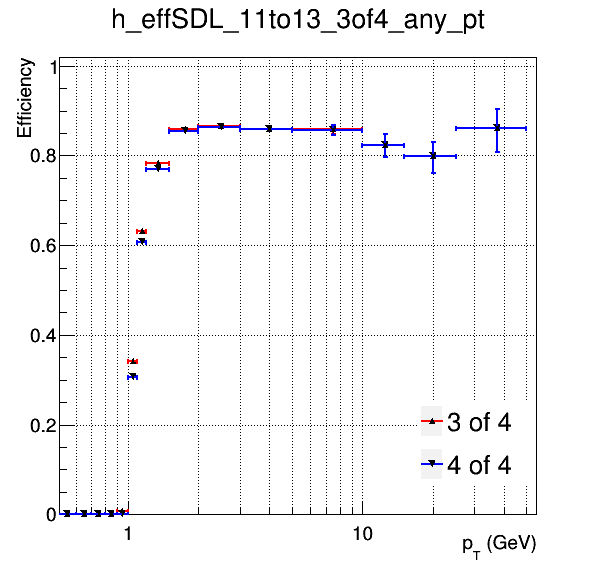 h_effSDL_11to13_3of4_any_pt
Efficiency
1
0.8
0.6
0.4
0.2
0
3 of 4
4 of 4
1
10
p_T (GeV)